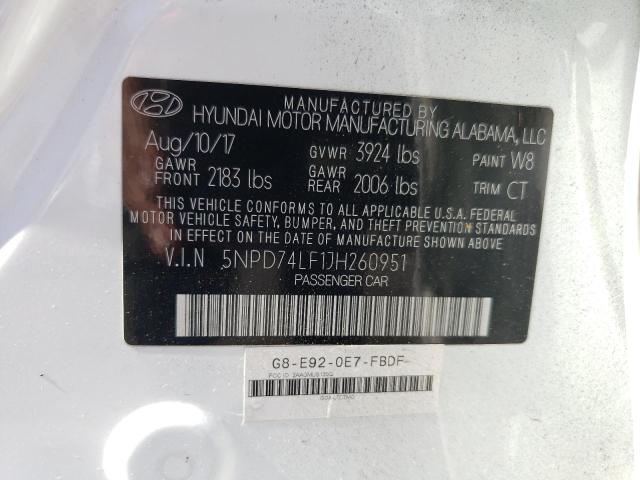 MANUFACTURED BY
HYUNDAI MOTOR MANUFACTURING ALABAMA, LLC
Aug/10/17 GVWR 3924 lbs PAINT W8
GAWR FRONT 2183 lbs GAWR REAR 2006 lbs TRIM CT
THIS VEHICLE CONFORMS TO ALL APPLICABLE U.S.A. FEDERAL
MOTOR VEHICLE SAFETY, BUMPER, AND THEFT PREVENTION STANDARDS
IN EFFECT ON THE DATE OF MANUFACTURE SHOWN ABOVE.
V.I.N 5NPD74LF1JH260951
PASSENGER CAR
G8-E92-0E7-FBDF
FCC ID: